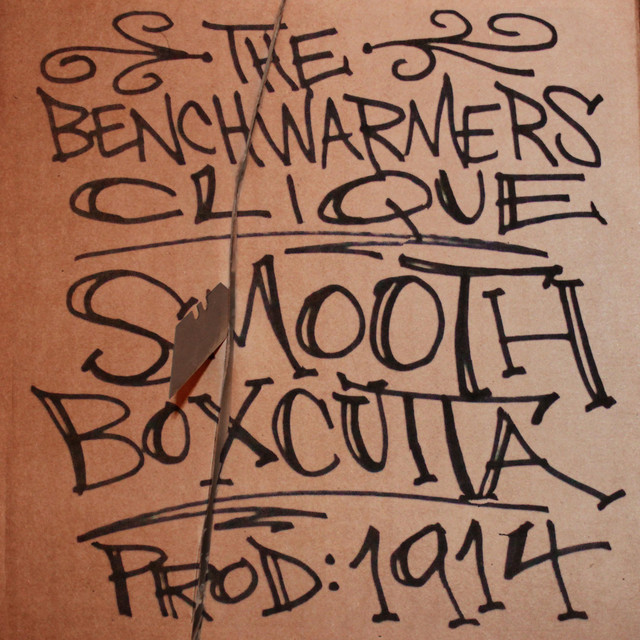 THE
BENCHWARMERS
CLIQUE
SMOOTH
BOXCUTTA
PROD: 1914